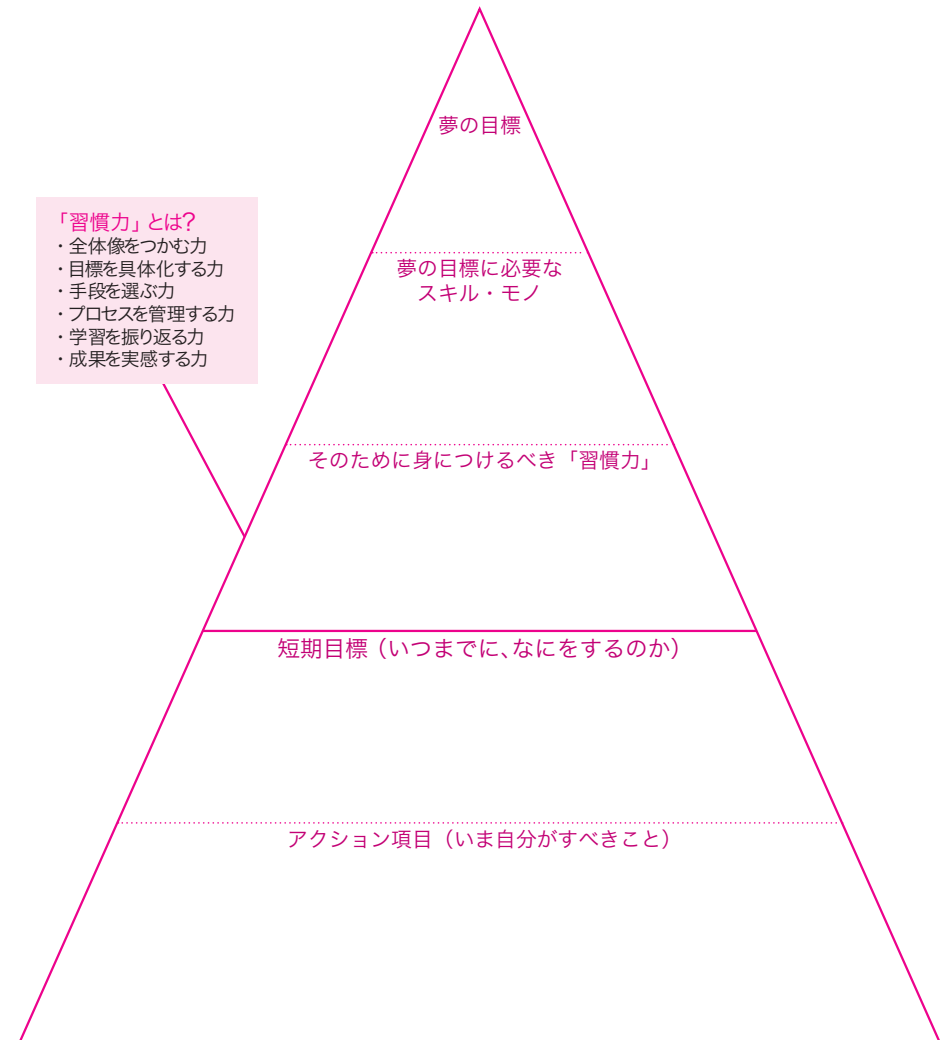 夢の目標
「習慣力」とは?
・全体像をつかむ力
・目標を具体化する力
・手段を選ぶ力
・プロセスを管理する力
・学習を振り返る力
・成果を実感する力
夢の目標に必要な
スキル・モノ
そのために身につけるべき「習慣力」
短期目標（いつまでに、なにをするのか）
アクション項目（いま自分がすべきこと）